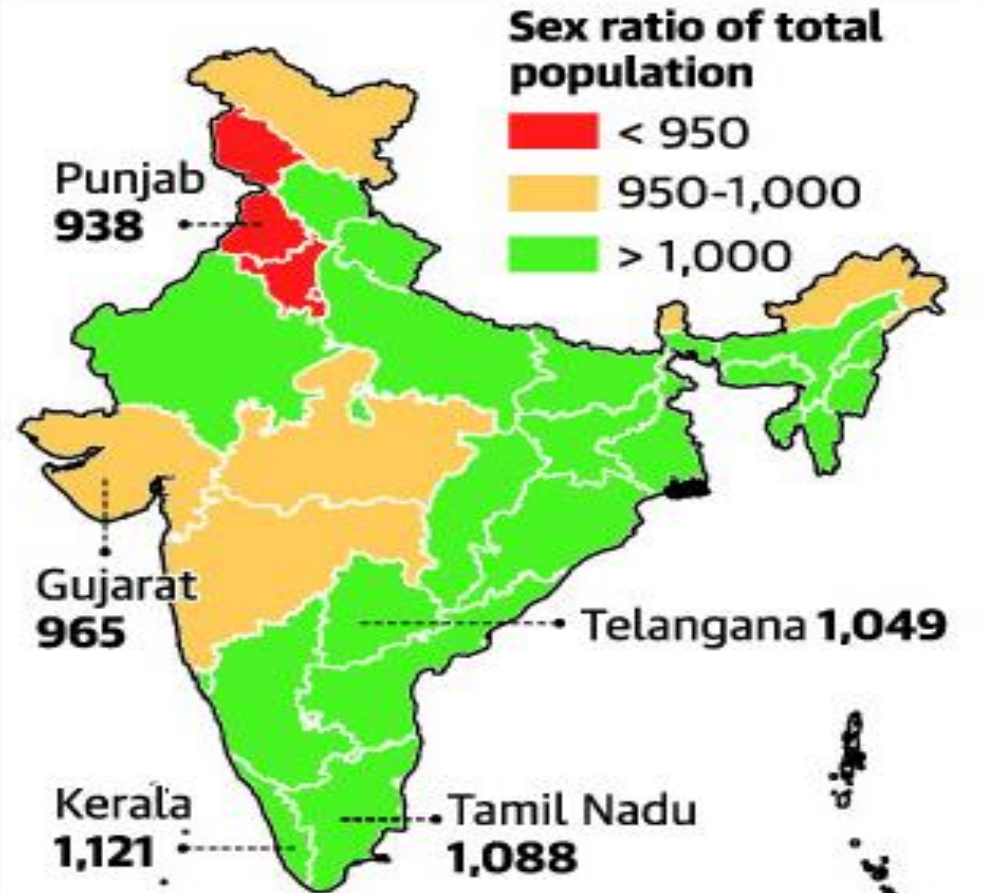 Sex ratio of total
population
< 950
950-1,000
> 1,000
Punjab
938
Gujarat
965
Telangana 1,049
Kerala
1,121
Tamil Nadu
1,088